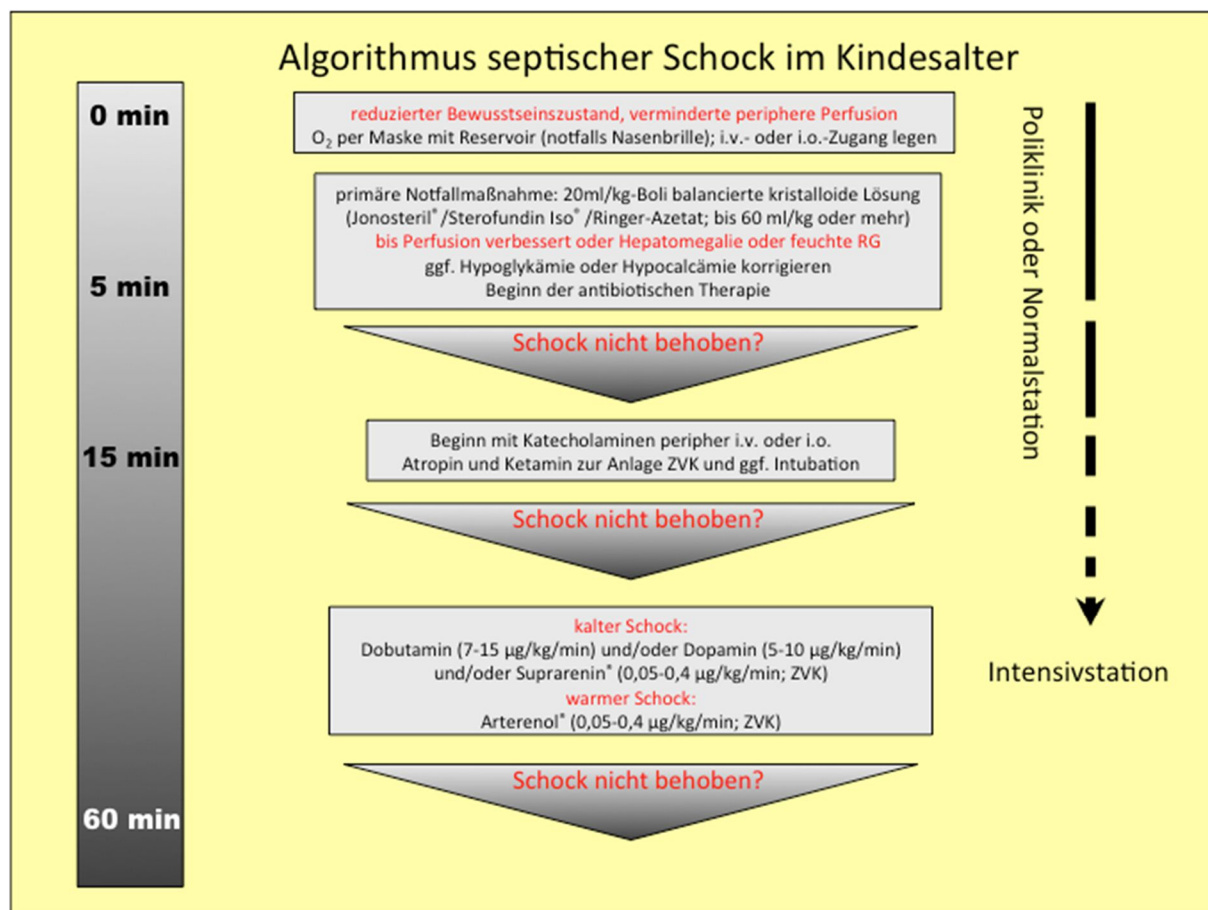 Algorithmus septischer Schock im Kindesalter
0 min
reduzierter Bewusstseinszustand, verminderte periphere Perfusion
O₂ per Maske mit Reservoir (notfalls Nasenbrille); i.v.- oder i.o.-Zugang legen
primäre Notfallmaßnahme: 20ml/kg-Boli balancierte kristalloide Lösung
(Jonosteril®/Sterofundin Iso® /Ringer-Azetat; bis 60 ml/kg oder mehr)
bis Perfusion verbessert oder Hepatomegalie oder feuchte RG
ggf. Hypoglykämie oder Hypocalcämie korrigieren
Beginn der antibiotischen Therapie
5 min
Schock nicht behoben?
15 min
Beginn mit Katecholaminen peripher i.v. oder i.o.
Atropin und Ketamin zur Anlage ZVK und ggf. Intubation
Schock nicht behoben?
kalter Schock:
Dobutamin (7-15 µg/kg/min) und/oder Dopamin (5-10 µg/kg/min)
und/oder Suprarenin® (0,05-0,4 µg/kg/min; ZVK)
warmer Schock:
Arterenol® (0,05-0,4 µg/kg/min; ZVK)
Schock nicht behoben?
60 min
Poliklinik oder Normalstation
Intensivstation